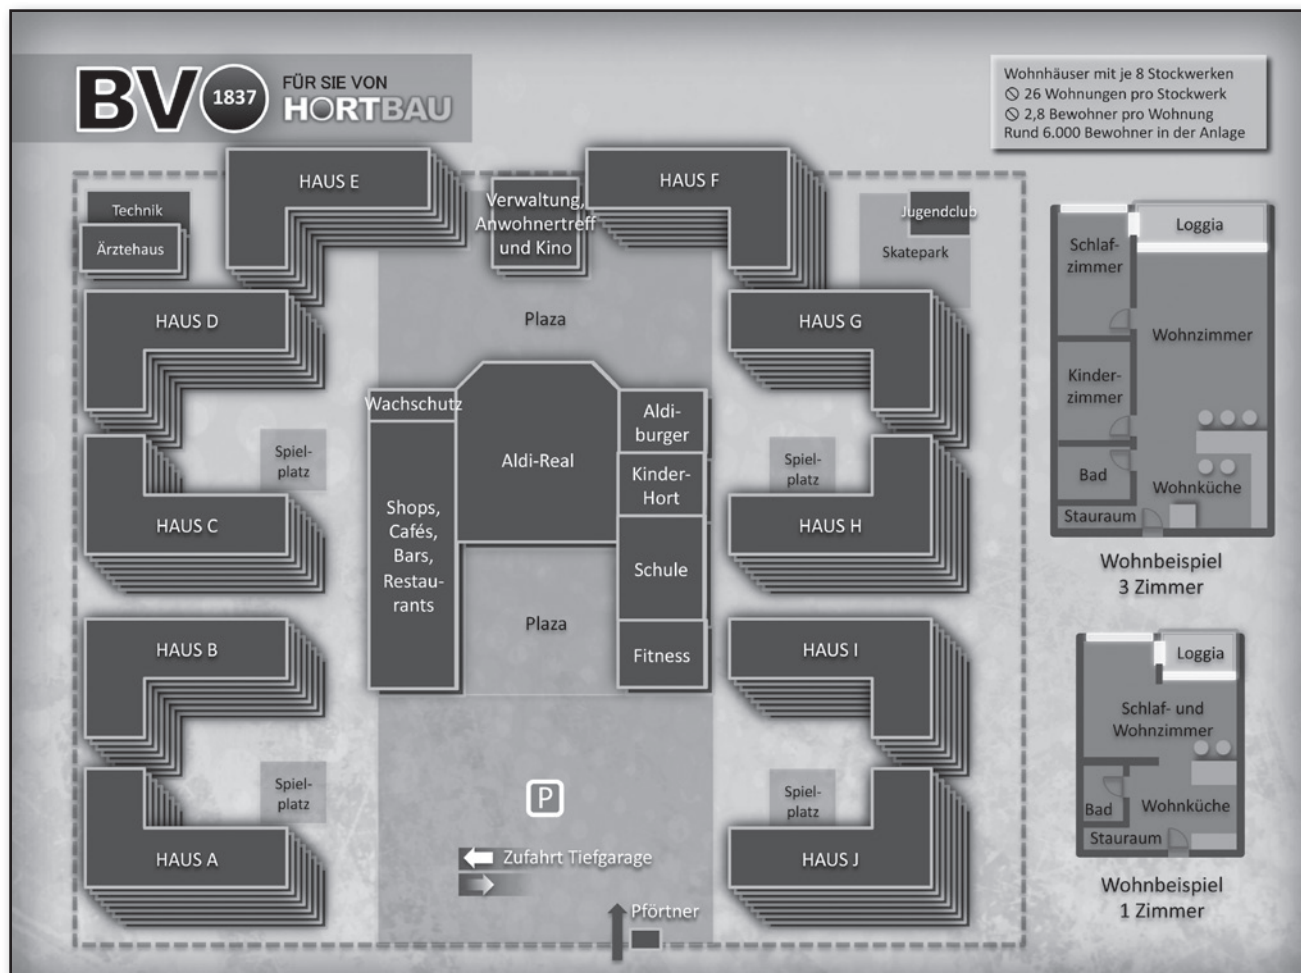 BV 1837
FÜR SIE VON
HORTBAU
Wohnhäuser mit je 8 Stockwerken
∅ 26 Wohnungen pro Stockwerk
∅ 2,8 Bewohner pro Wohnung
Rund 6.000 Bewohner in der Anlage
HAUS E
HAUS F
Verwaltung,
Anwohnertreff
und Kino
Technik
Ärztehaus
Jugendclub
Skatepark
HAUS D
Plaza
HAUS G
Wachschutz
Aldi-Real
Aldi-
burger
Kinder-
Hort
Spiel-
platz
Spiel-
platz
Shops,
Cafés,
Bars,
Restau-
rants
HAUS C
HAUS H
Schule
Plaza
HAUS B
Fitness
HAUS I
Spiel-
platz
P
Spiel-
platz
HAUS A
Zufahrt Tiefgarage
HAUS J
Pförtner
Loggia
Schlaf-
zimmer
Wohnzimmer
Kinder-
zimmer
Bad
Wohnküche
Stauraum
Wohnbeispiel
3 Zimmer
Loggia
Schlaf- und
Wohnzimmer
Bad
Wohnküche
Stauraum
Wohnbeispiel
1 Zimmer